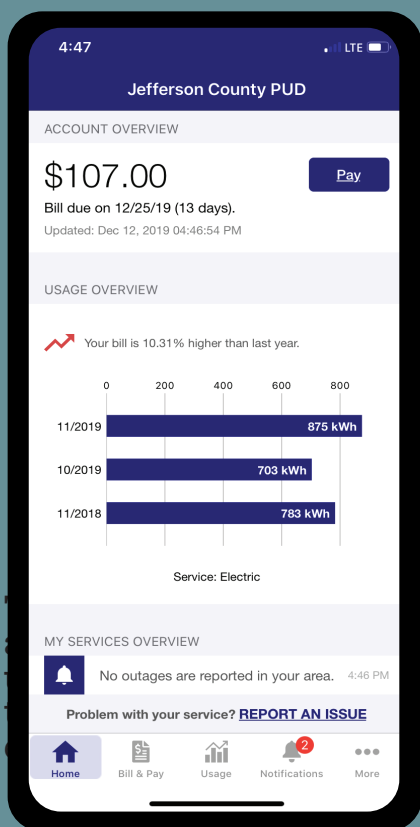 4:47
LTE
Jefferson County PUD
ACCOUNT OVERVIEW
$107.00
Pay
Bill due on 12/25/19 (13 days).
Updated: Dec 12, 2019 04:46:54 PM
USAGE OVERVIEW
Your bill is 10.31% higher than last year.
0 200 400 600 800
11/2019 875 kWh
10/2019 703 kWh
11/2018 783 kWh
Service: Electric
MY SERVICES OVERVIEW
No outages are reported in your area. 4:46 PM
Problem with your service? REPORT AN ISSUE
2
Home Bill & Pay Usage Notifications More